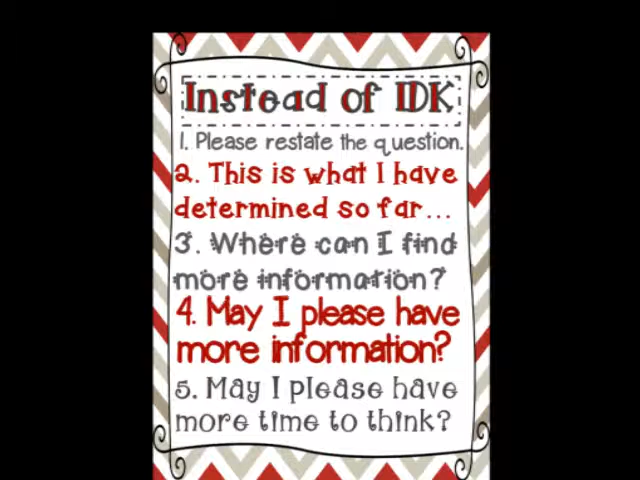 Instead of IDK
1. Please restate the question.
2. This is what I have
determined so far...
3. Where can I find
more information?
4. May I please have
more information?
5. May I please have
more time to think?